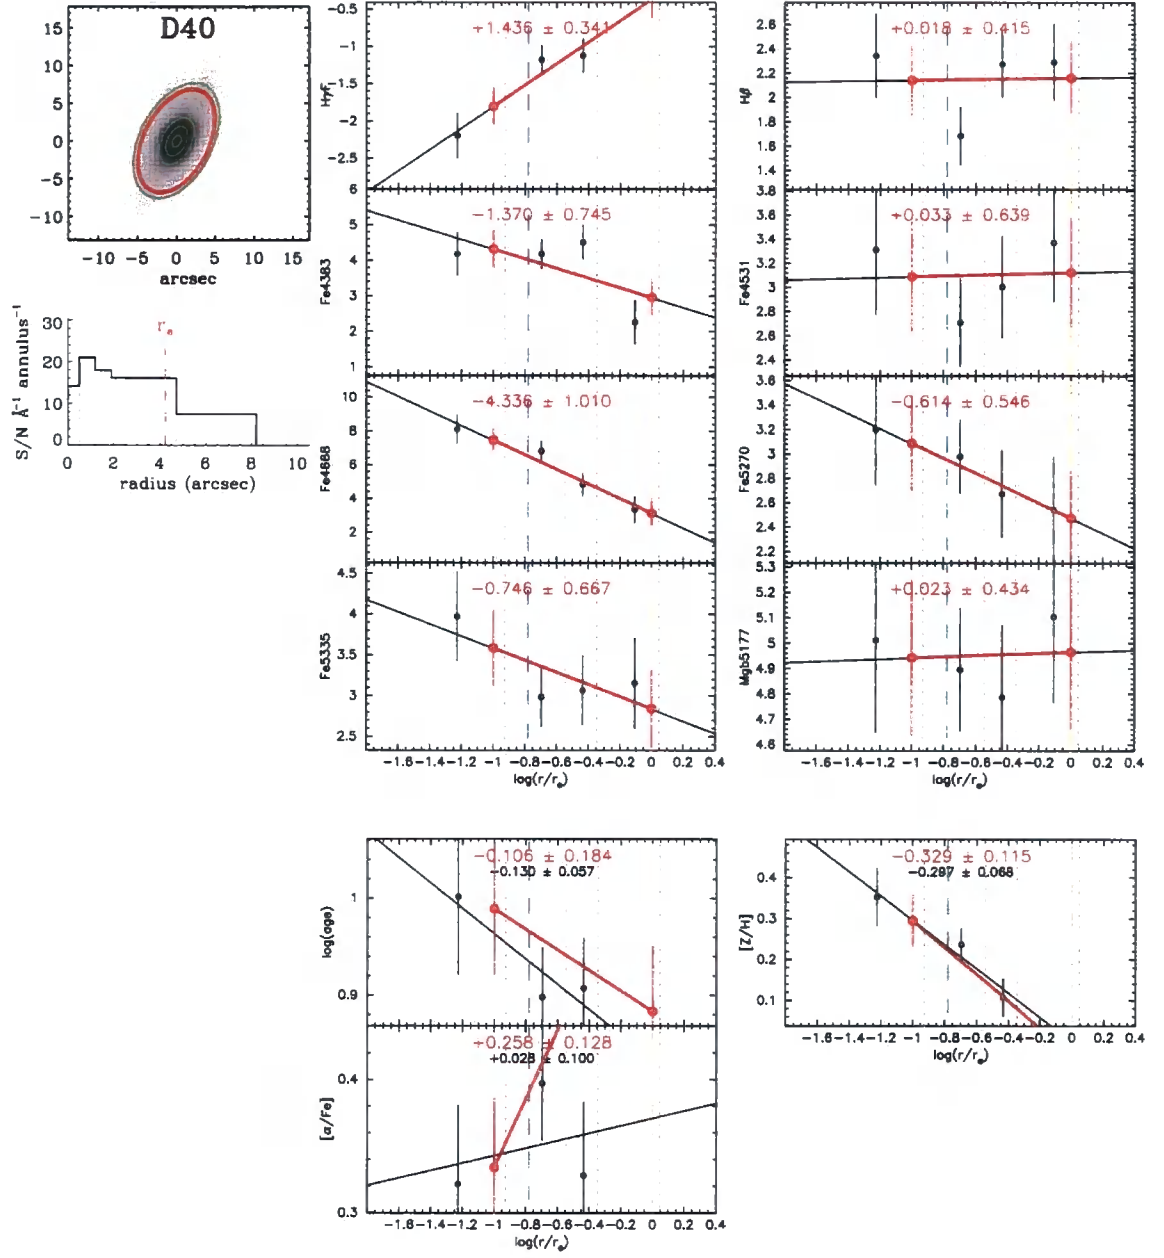 D40
15
10
5
0
−5
−10
−10 −5 0 5 10 15
arcsec
S/N Å⁻¹ annulus⁻¹
30
20
10
0
rₑ
0 2 4 6 8 10
radius (arcsec)
+1.436 ± 0.341
HγF
−0.5
−1
−1.5
−2
−2.5
−1.370 ± 0.745
Fe4383
6
5
4
3
2
1
−4.336 ± 1.010
Fe4668
10
8
6
4
2
−0.746 ± 0.667
Fe5335
4.5
4
3.5
3
2.5
−1.6−1.4−1.2 −1 −0.8−0.6−0.4−0.2 0 0.2 0.4
log(r/rₑ)
+0.018 ± 0.415
Hβ
2.6
2.2
1.8
1.4
+0.033 ± 0.639
Fe4531
3.8
3.4
3.2
3
2.8
2.6
2.4
−0.614 ± 0.546
Fe5270
3.6
3.4
3.2
3
2.8
2.6
2.4
2.2
+0.023 ± 0.434
Mgb5177
5.3
5.2
5.1
5
4.9
4.8
4.7
4.6
−1.6−1.4−1.2 −1 −0.8−0.6−0.4−0.2 0 0.2 0.4
log(r/rₑ)
−0.106 ± 0.184
−0.130 ± 0.057
log(age)
1
0.9
+0.258 ± 0.128
+0.028 ± 0.100
[α/Fe]
0.4
0.3
−1.6−1.4−1.2 −1 −0.8−0.6−0.4−0.2 0 0.2 0.4
log(r/rₑ)
−0.329 ± 0.115
−0.297 ± 0.068
[Z/H]
0.4
0.3
0.2
0.1
−1.6−1.4−1.2 −1 −0.8−0.6−0.4−0.2 0 0.2 0.4
log(r/rₑ)